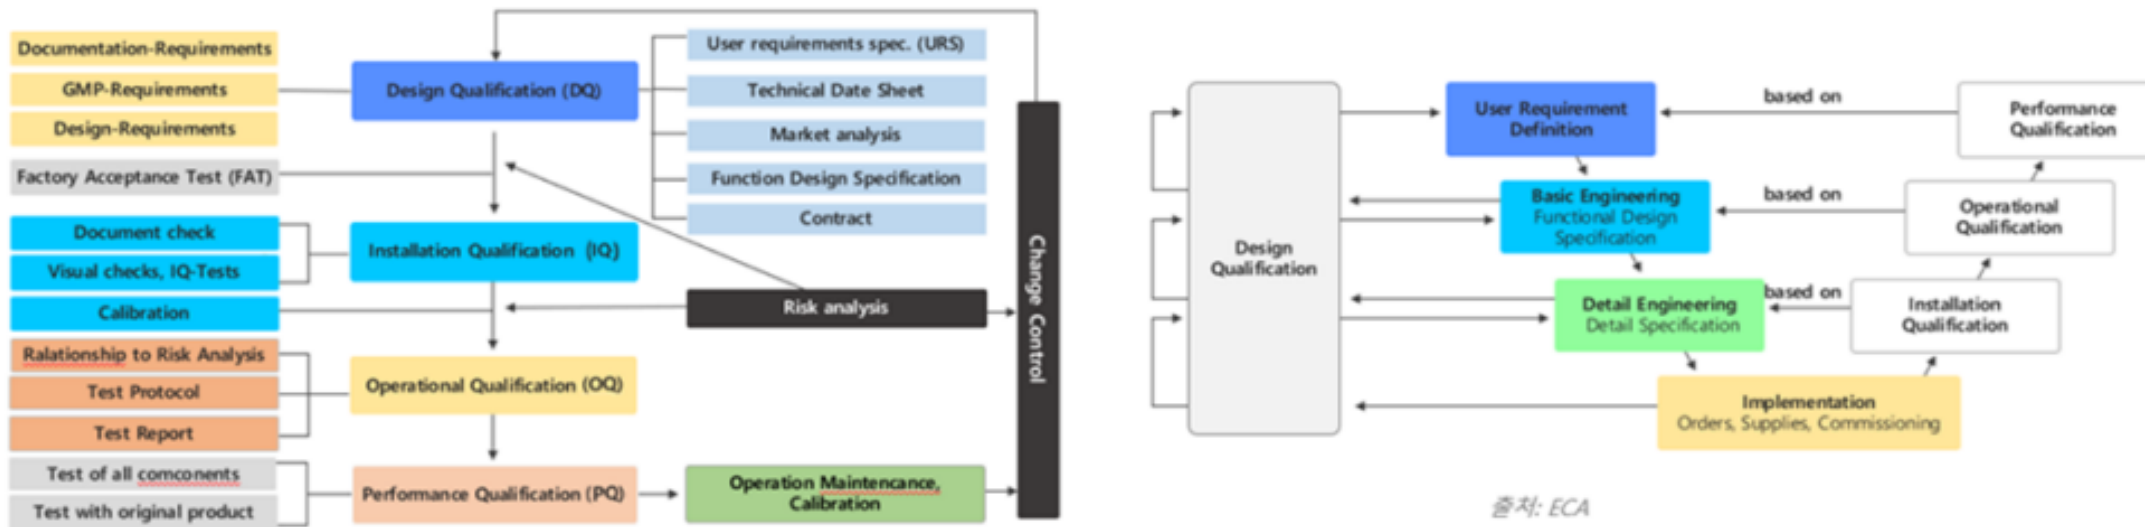 Documentation-Requirements
GMP-Requirements
Design-Requirements
Factory Acceptance Test (FAT)
Document check
Visual checks, IQ-Tests
Calibration
Ralationship to Risk Analysis
Test Protocol
Test Report
Test of all comconents
Test with original product
Design Qualification (DQ)
Installation Qualification (IQ)
Operational Qualification (OQ)
Performance Qualification (PQ)
User requirements spec. (URS)
Technical Date Sheet
Market analysis
Function Design Specification
Contract
Risk analysis
Operation Maintencance,
Calibration
Change Control
Design
Qualification
User Requirement
Definition
based on
Performance
Qualification
Basic Engineering
Functional Design
Specification
based on
Operational
Qualification
Detail Engineering
Detail Specification
based on
Installation
Qualification
Implementation
Orders, Supplies, Commissioning
출처: ECA